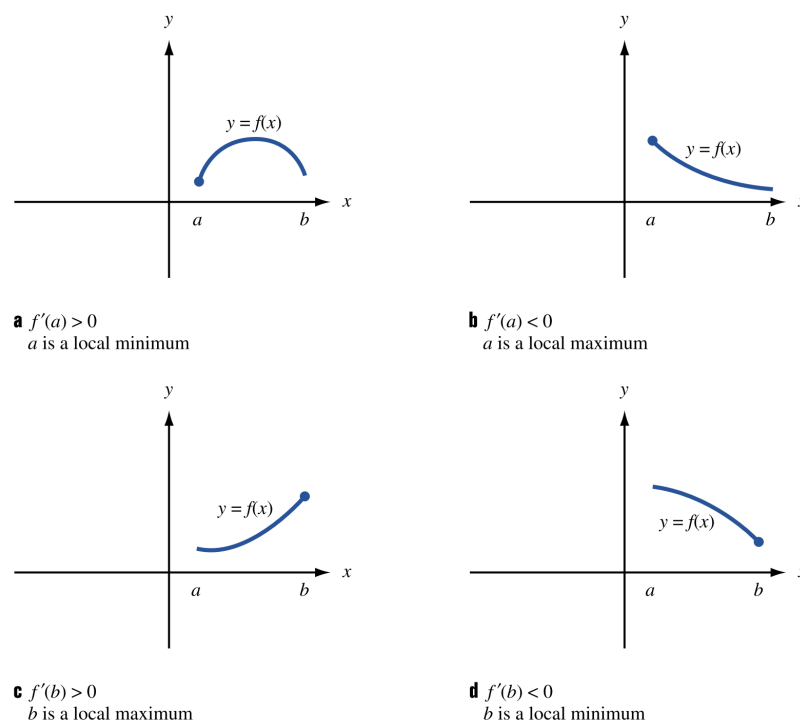 y
y = f(x)
a b x
a f′(a) > 0
a is a local minimum
y
y = f(x)
a b
b f′(a) < 0
a is a local maximum
y
y = f(x)
a b x
c f′(b) > 0
b is a local maximum
y
y = f(x)
a b
d f′(b) < 0
b is a local minimum